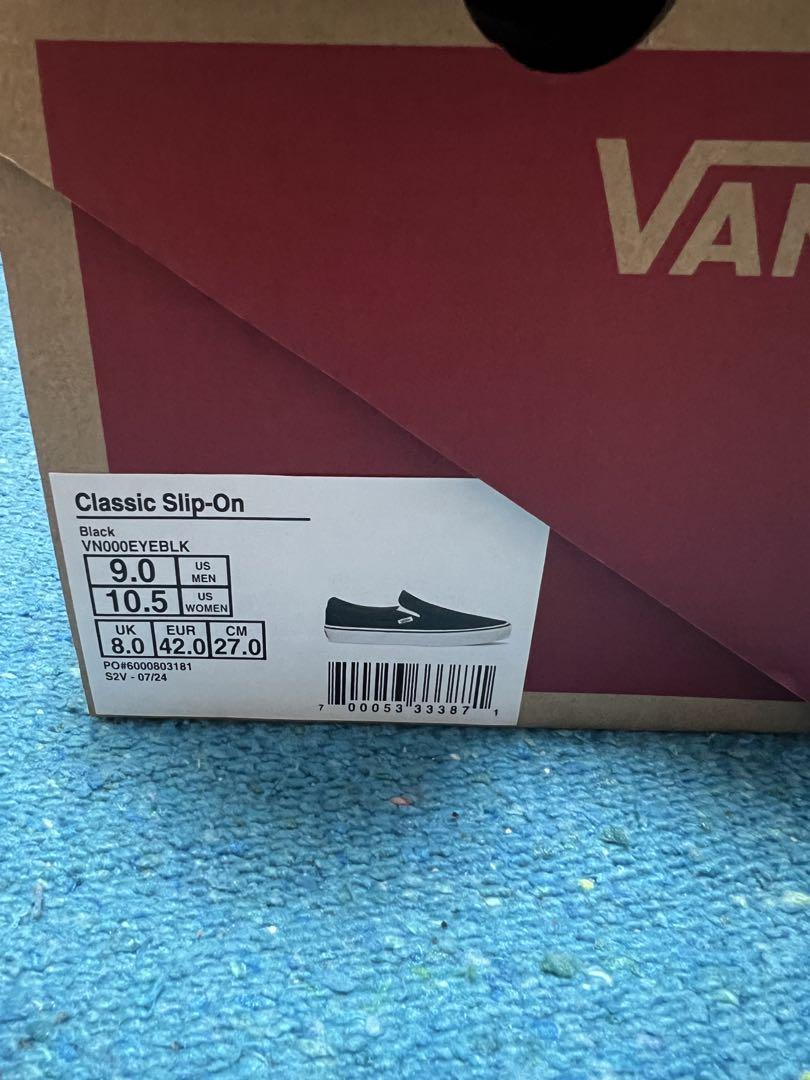 VAN
Classic Slip-On
Black
VN000EYEBLK
9.0 US MEN
10.5 US WOMEN
UK 8.0 EUR 42.0 CM 27.0
PO#6000803181
S2V - 07/24
7 00053 33387 1